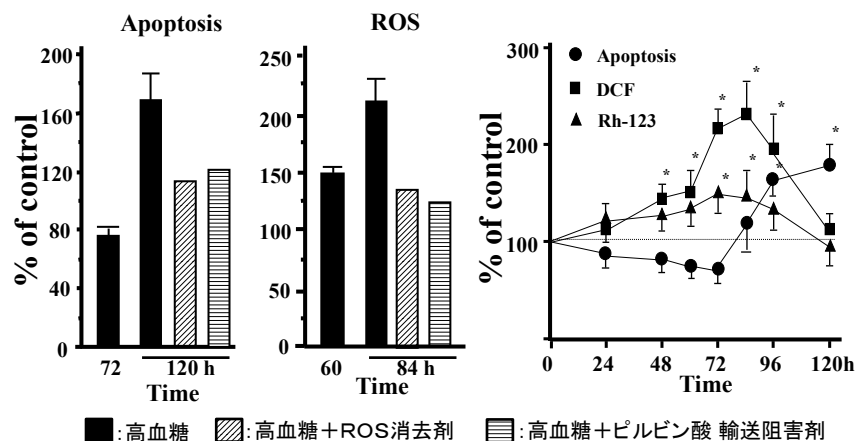 Apoptosis
% of control
200
160
120
80
40
0
72
120 h
Time
ROS
250
200
150
100
250
50
0
60
84 h
Time
% of control
300
200
100
Apoptosis
DCF
Rh-123
* * * * * * * *
0
24
48
72
96
120h
Time
:高血糖
:高血糖+ROS消去剤
:高血糖+ピルビン酸 輸送阻害剤